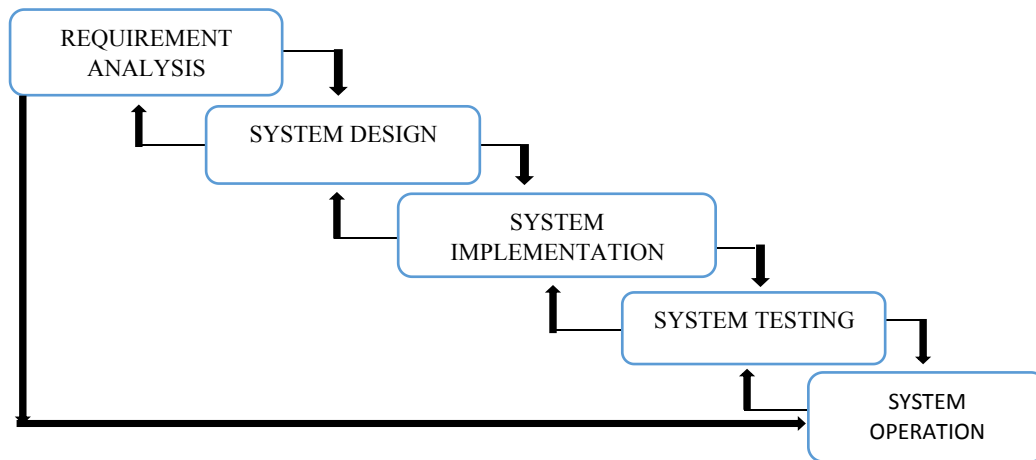 REQUIREMENT
ANALYSIS
SYSTEM DESIGN
SYSTEM
IMPLEMENTATION
SYSTEM TESTING
SYSTEM
OPERATION